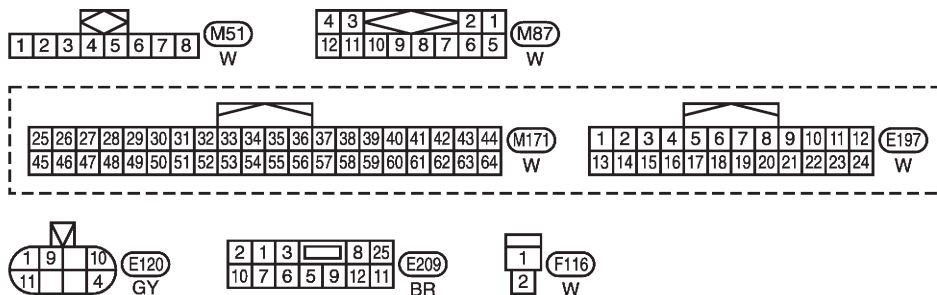 1 2 3 4 5 6 7 8 M51
W
4 3 2 1
12 11 10 9 8 7 6 5 M87
W
25 26 27 28 29 30 31 32 33 34 35 36 37 38 39 40 41 42 43 44
45 46 47 48 49 50 51 52 53 54 55 56 57 58 59 60 61 62 63 64
M171
W
1 2 3 4 5 6 7 8 9 10 11 12
13 14 15 16 17 18 19 20 21 22 23 24
E197
W
1 9 10
11 4
E120
GY
2 1 3 8 25
10 7 6 5 9 12 11
E209
BR
1
2
F116
W